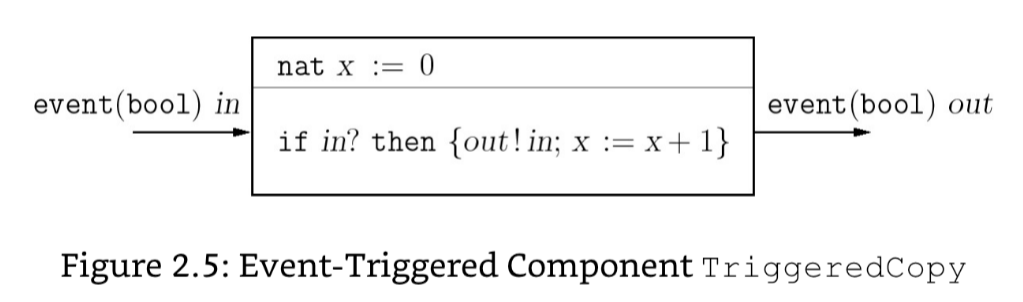 nat x := 0
event(bool) in
event(bool) out
if in? then {out!in; x := x + 1}
Figure 2.5: Event-Triggered Component TriggeredCopy